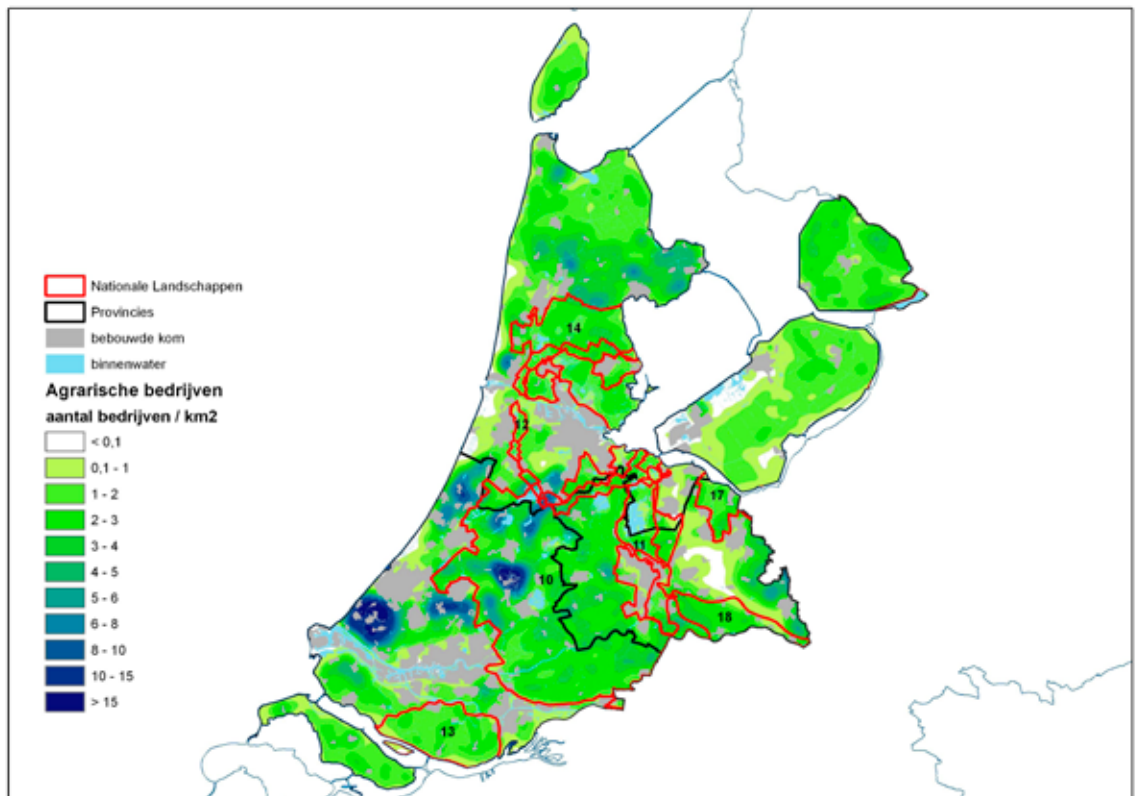 Nationale Landschappen
Provincies
bebouwde kom
binnenwater
Agrarische bedrijven
aantal bedrijven / km2
< 0,1
0,1 - 1
1 - 2
2 - 3
3 - 4
4 - 5
5 - 6
6 - 8
8 - 10
10 - 15
> 15
14
12
17
11
10
18
13